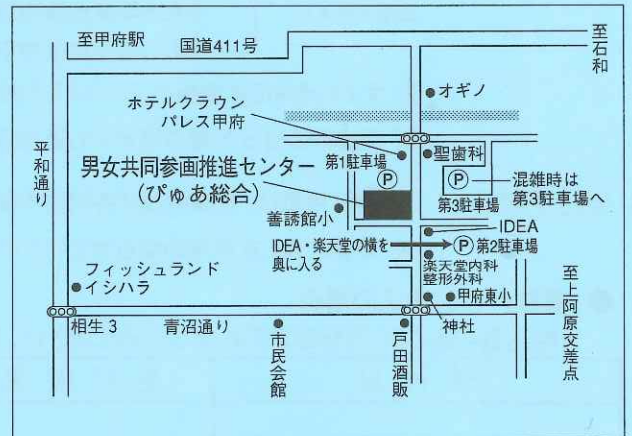 至甲府駅
国道411号
至石和
オギノ
ホテルクラウン
パレス甲府
平和通り
男女共同参画推進センター
(ぴゅあ総合)
第1駐車場
P
聖歯科
P
第3駐車場
混雑時は
第3駐車場へ
善誘館小
IDEA
IDEA・楽天堂の横を
奥に入る
P 第2駐車場
楽天堂内科
整形外科
フィッシュランド
イシハラ
甲府東小
至上阿原交差点
相生3
青沼通り
神社
市民会館
戸田酒販